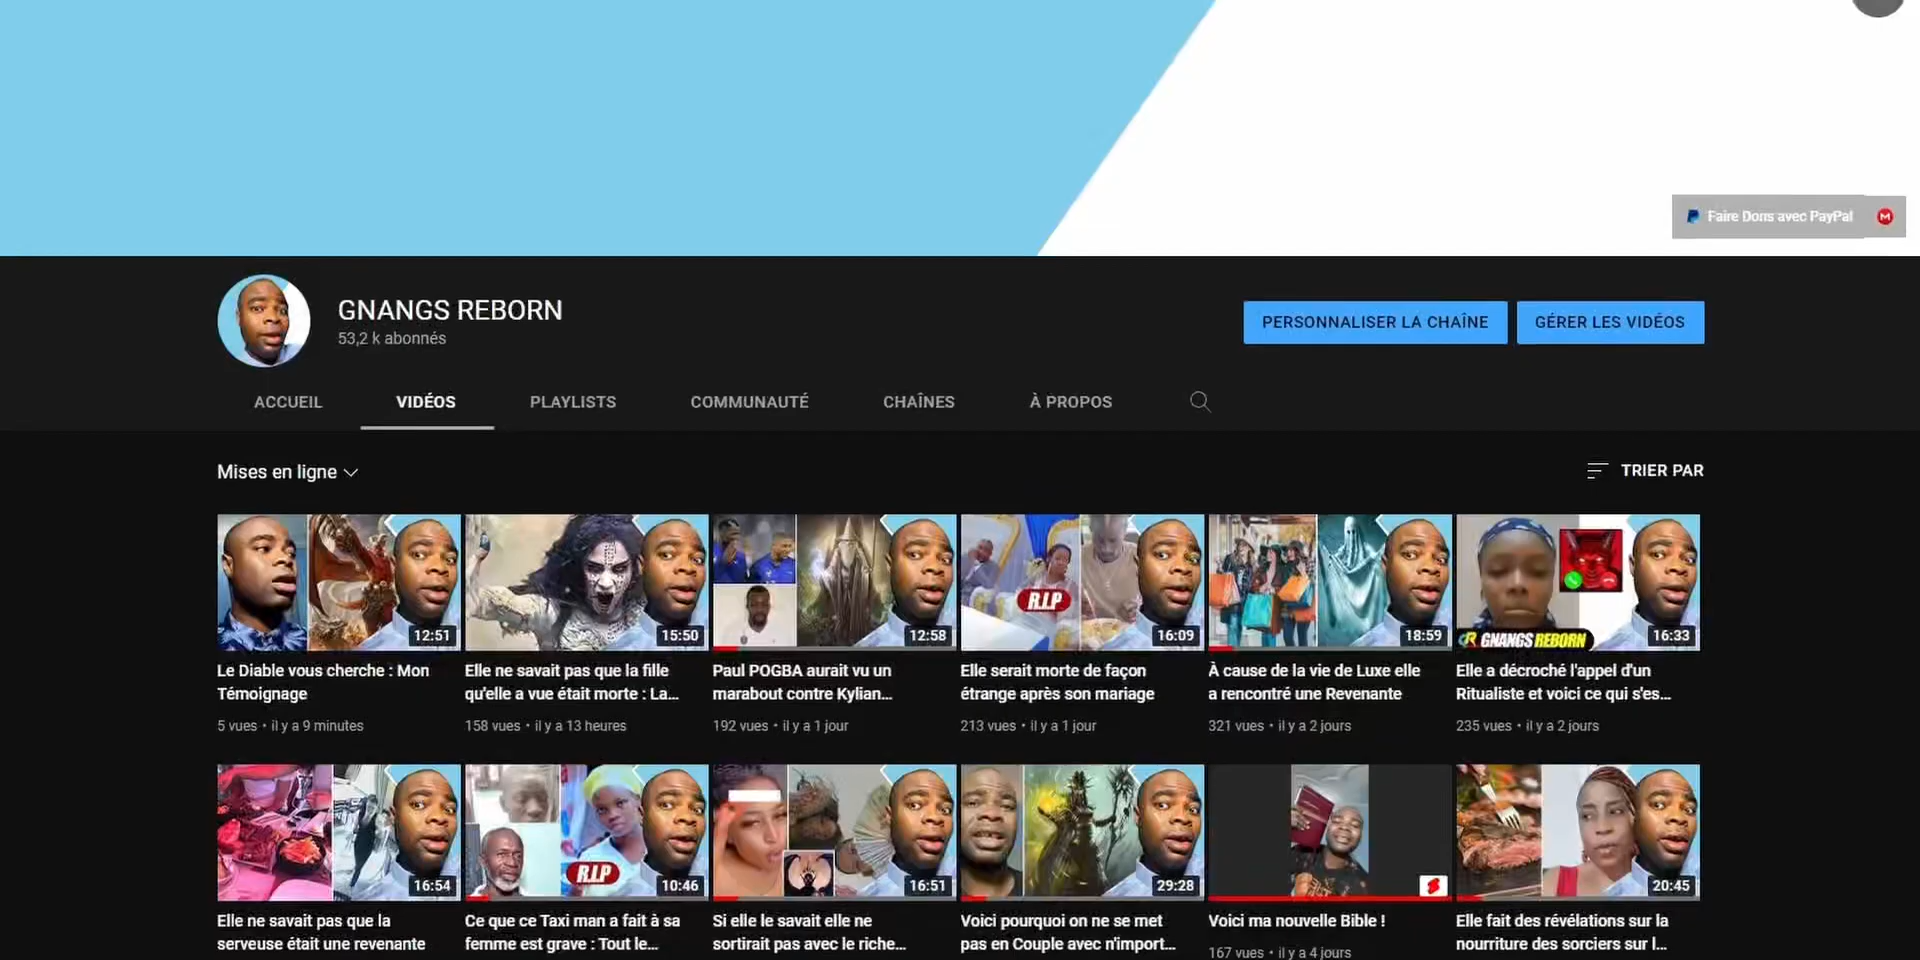 Faire Dons avec PayPal
GNANGS REBORN
53,2 k abonnés
PERSONNALISER LA CHAÎNE
GÉRER LES VIDÉOS
ACCUEIL
VIDÉOS
PLAYLISTS
COMMUNAUTÉ
CHAÎNES
À PROPOS
Mises en ligne
TRIER PAR
12:51
Le Diable vous cherche : Mon
Témoignage
5 vues • il y a 9 minutes
15:50
Elle ne savait pas que la fille
qu'elle a vue était morte : La...
158 vues • il y a 13 heures
12:58
Paul POGBA aurait vu un
marabout contre Kylian...
192 vues • il y a 1 jour
R.I.P
16:09
Elle serait morte de façon
étrange après son mariage
213 vues • il y a 1 jour
18:59
À cause de la vie de Luxe elle
a rencontré une Revenante
321 vues • il y a 2 jours
GR GNANGS REBORN
16:33
Elle a décroché l'appel d'un
Ritualiste et voici ce qui s'es...
235 vues • il y a 2 jours
16:54
Elle ne savait pas que la
serveuse était une revenante
R.I.P
10:46
Ce que ce Taxi man a fait à sa
femme est grave : Tout le...
16:51
Si elle le savait elle ne
sortirait pas avec le riche...
29:28
Voici pourquoi on ne se met
pas en Couple avec n'import...
Voici ma nouvelle Bible !
167 vues • il y a 4 jours
20:45
Elle fait des révélations sur la
nourriture des sorciers sur l...